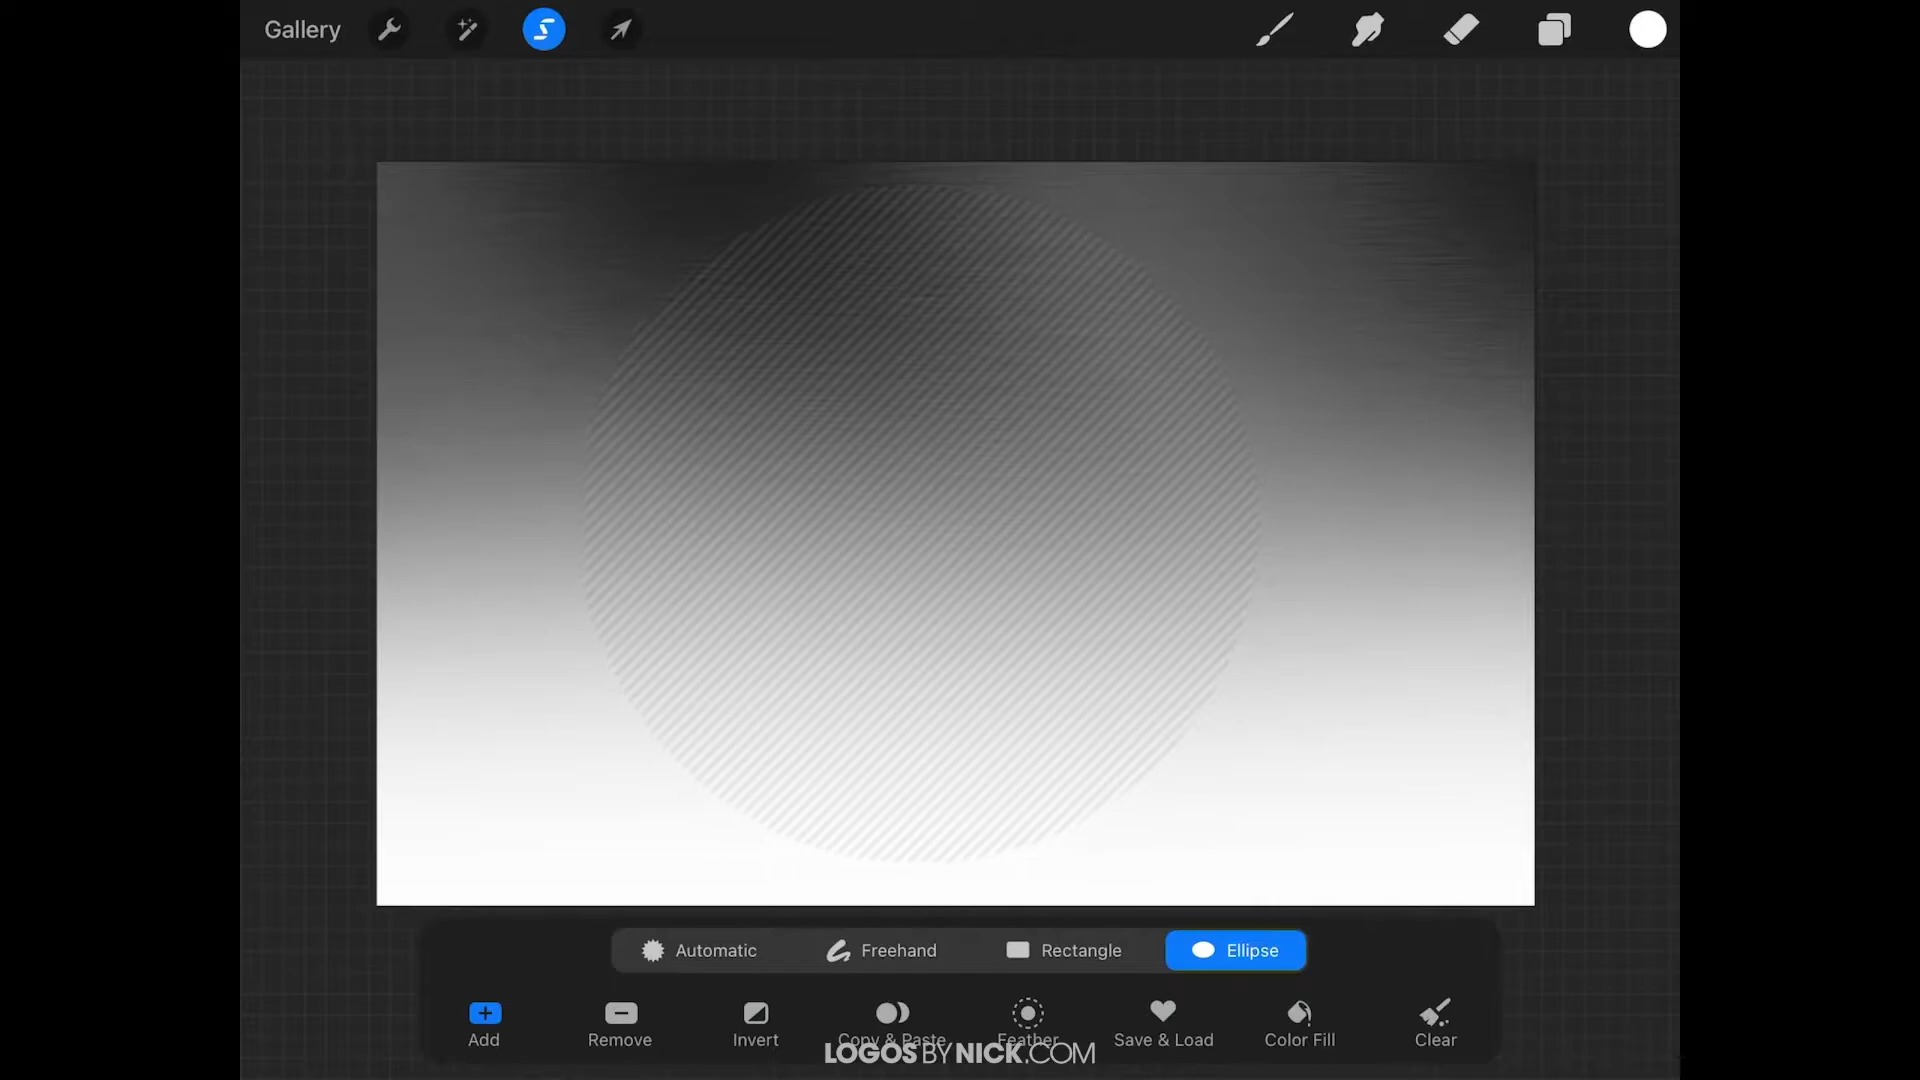 Gallery
Automatic Freehand Rectangle Ellipse
Add Remove Invert Copy & Paste Feather Save & Load Color Fill Clear
LOGOSBYNICK.COM